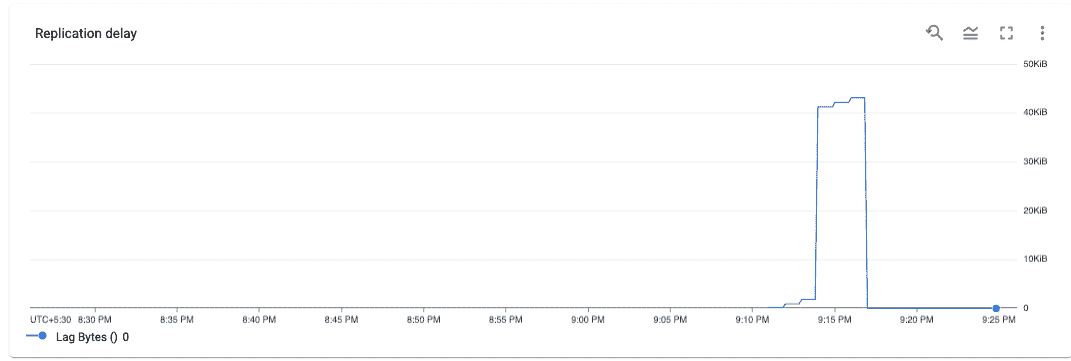 Replication delay
50KiB
40KiB
30KiB
20KiB
10KiB
0
UTC+5:30 8:30 PM 8:35 PM 8:40 PM 8:45 PM 8:50 PM 8:55 PM 9:00 PM 9:05 PM 9:10 PM 9:15 PM 9:20 PM 9:25 PM
Lag Bytes () 0